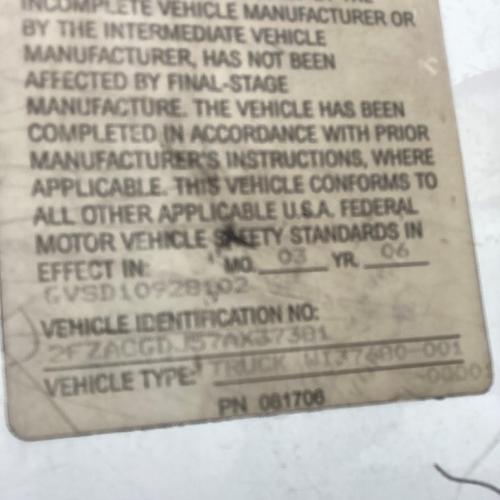 INCOMPLETE VEHICLE MANUFACTURER OR
BY THE INTERMEDIATE VEHICLE
MANUFACTURER, HAS NOT BEEN
AFFECTED BY FINAL-STAGE
MANUFACTURE. THE VEHICLE HAS BEEN
COMPLETED IN ACCORDANCE WITH PRIOR
MANUFACTURER'S INSTRUCTIONS, WHERE
APPLICABLE. THIS VEHICLE CONFORMS TO
ALL OTHER APPLICABLE U.S.A. FEDERAL
MOTOR VEHICLE SAFETY STANDARDS IN
EFFECT IN: MO. 03 YR. 06
VEHICLE IDENTIFICATION NO:
VEHICLE TYPE: TRUCK
PN 081706